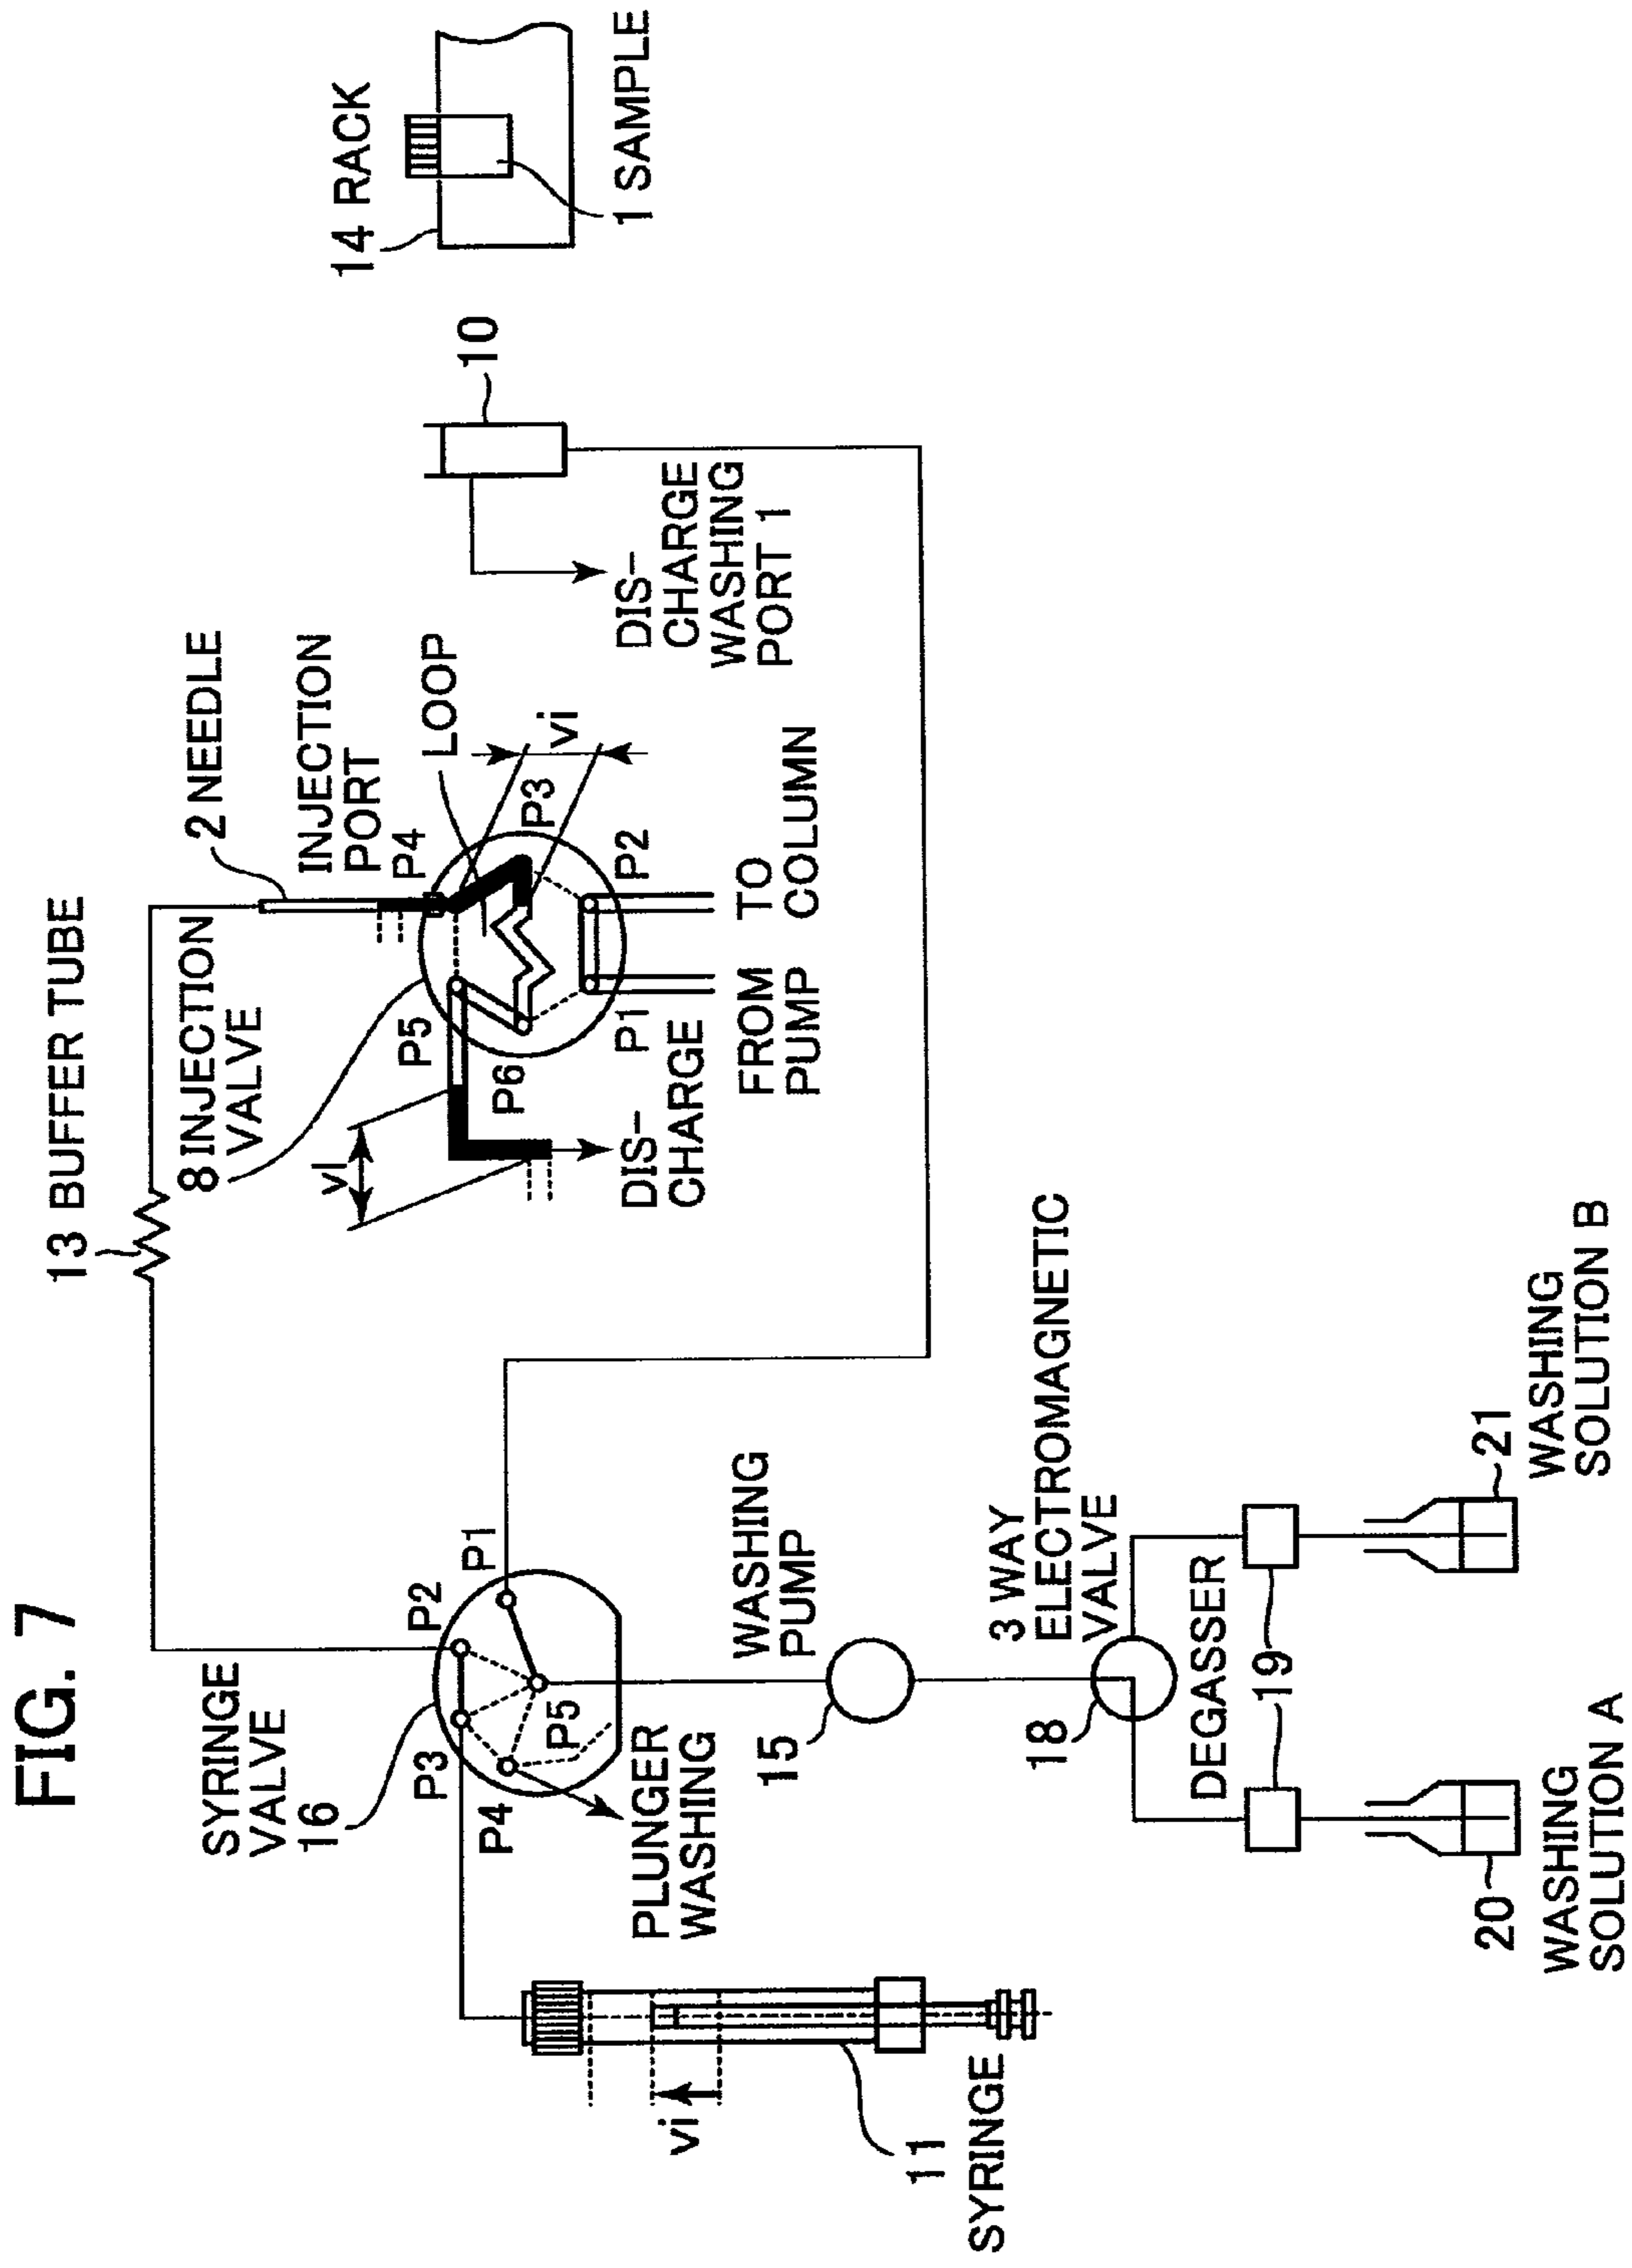 FIG. 7
13 BUFFER TUBE
2 NEEDLE
14 RACK
1 SAMPLE
10
INJECTION
PORT
LOOP
8 INJECTION
VALVE
P4
P3
vi
P2
P1
P5
P6
vi
TO
COLUMN
FROM
PUMP
DIS-
CHARGE
DIS-
CHARGE
WASHING
PORT 1
SYRINGE
VALVE
16
P2
P1
P3
P4
P5
PLUNGER
WASHING
WASHING
PUMP
15
3 WAY
ELECTROMAGNETIC
VALVE
18
DEGASSER
19
21
WASHING
SOLUTION B
20
WASHING
SOLUTION A
vi
11
SYRINGE